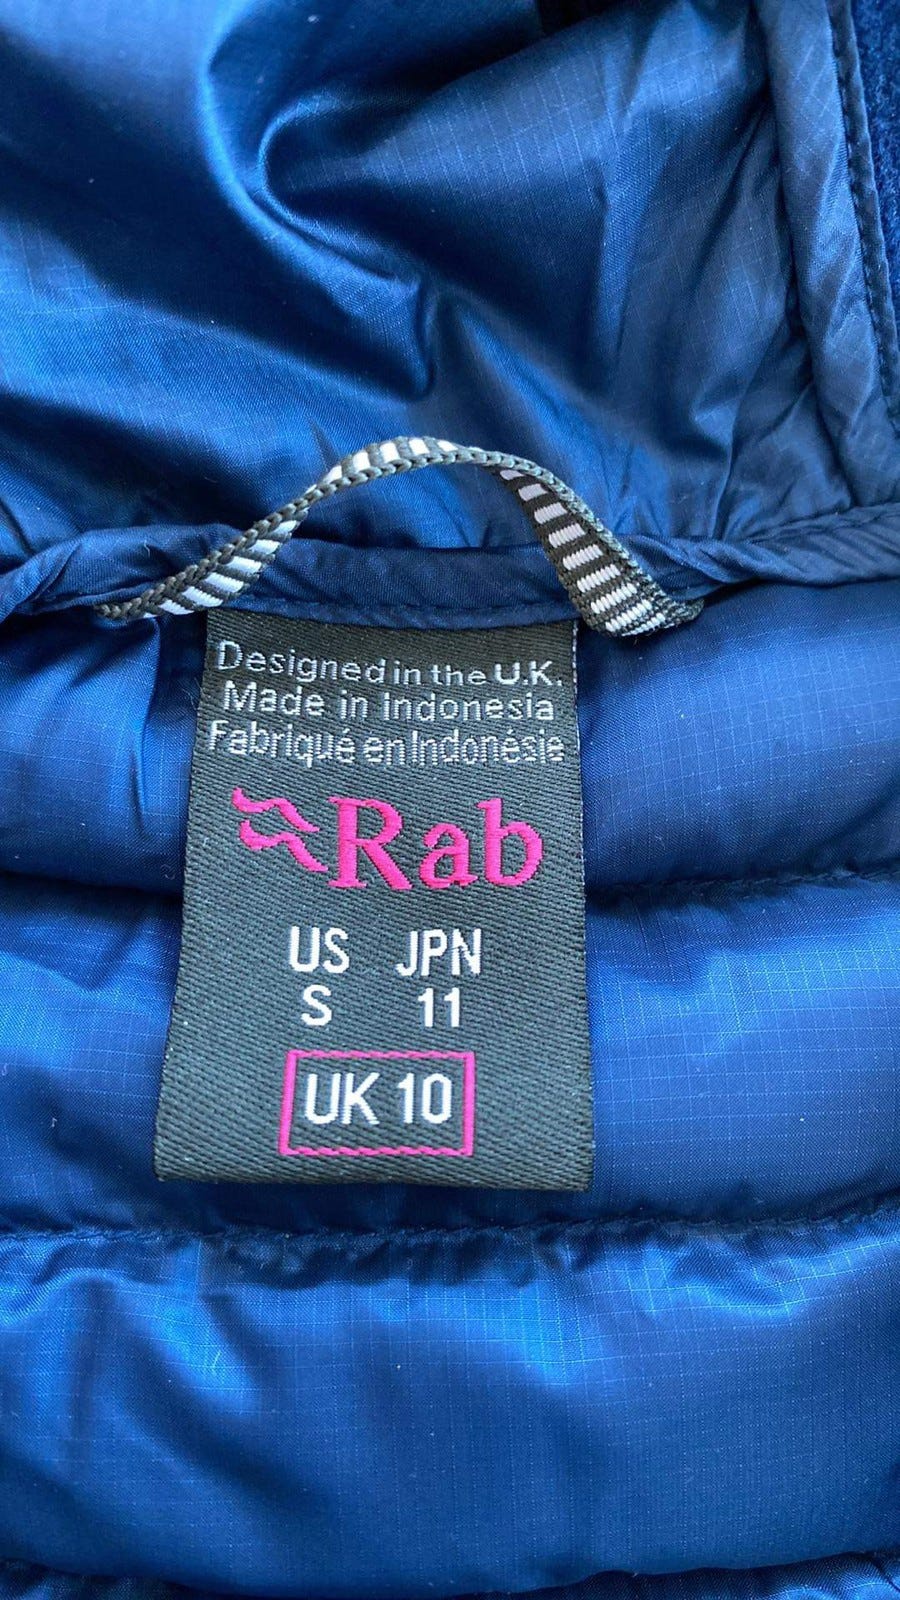 Designed in the U.K.
Made in Indonesia
Fabriqué en Indonésie
Rab
US JPN
S 11
UK 10